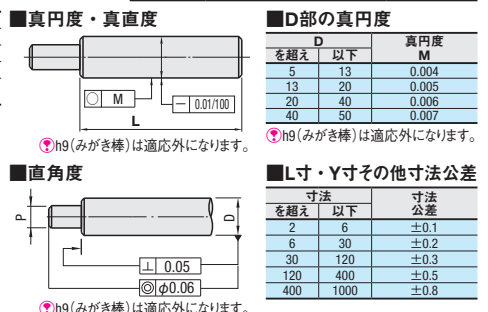 ■真円度・真直度
○ M
― 0.01/100
L
h9(みがき棒)は適応外になります。
■D部の真円度
D 真円度
を超え 以下 M
5 13 0.004
13 20 0.005
20 40 0.006
40 50 0.007
h9(みがき棒)は適応外になります。
■直角度
P
D
⊥ 0.05
◎ φ0.06
h9(みがき棒)は適応外になります。
■L寸・Y寸その他寸法公差
寸法 寸法
を超え 以下 公差
2 6 ±0.1
6 30 ±0.2
30 120 ±0.3
120 400 ±0.5
400 1000 ±0.8